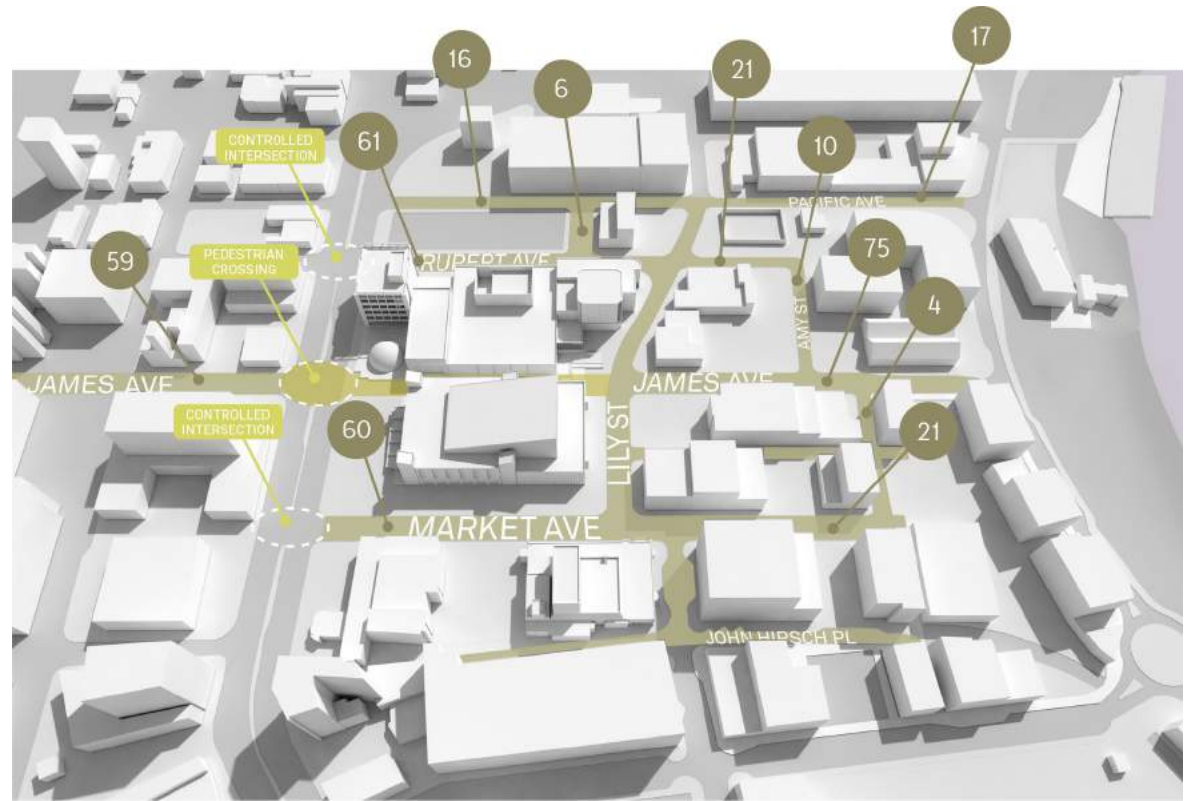 17
16
21
6
CONTROLLED
INTERSECTION
61
10
PACIFIC AVE
59
PEDESTRIAN
CROSSING
RUPERT AVE
75
4
AMY ST
JAMES AVE
JAMES AVE
CONTROLLED
INTERSECTION
60
LILY ST
21
MARKET AVE
JOHN HIRSCH PL